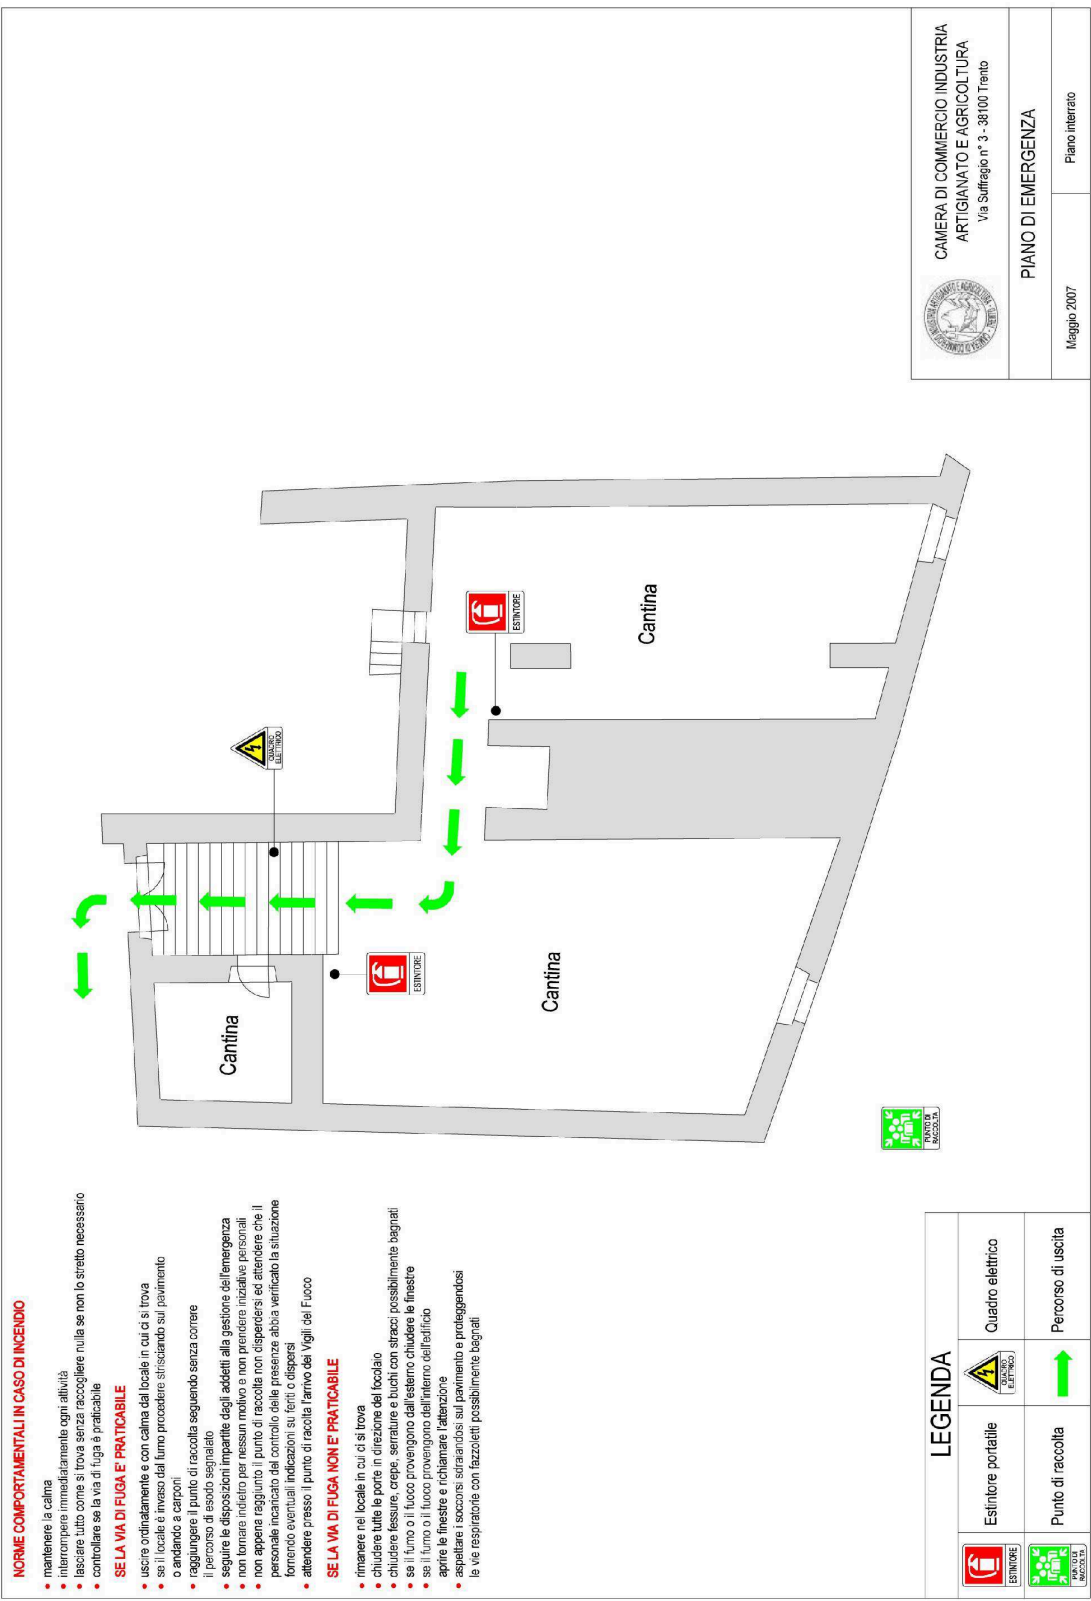 NORME COMPORTAMENTALI IN CASO DI INCENDIO
• mantenere la calma
• interrompere immediatamente ogni attività
• lasciare tutto come si trova senza raccogliere nulla se non lo stretto necessario
• controllare se la via di fuga è praticabile
SE LA VIA DI FUGA E' PRATICABILE
• uscire ordinatamente e con calma dal locale in cui ci si trova
• se il locale è invaso dal fumo procedere strisciando sul pavimento
o andando a carponi
• raggiungere il punto di raccolta seguendo senza correre
il percorso di esodo segnalato
• seguire le disposizioni impartite dagli addetti alla gestione dell'emergenza
• non tornare indietro per nessun motivo e non prendere iniziative personali
• non appena raggiunto il punto di raccolta non disperdersi ed attendere che il
personale incaricato del controllo delle presenze abbia verificato la situazione
fornendo eventuali indicazioni su feriti o dispersi
• attendere presso il punto di racolta l'arrivo dei Vigili del Fuoco
SE LA VIA DI FUGA NON E' PRATICABILE
• rimanere nel locale in cui ci si trova
• chiudere tutte le porte in direzione del focolaio
• chiudere fessure, crepe, serrature e buchi con stracci possibilmente bagnati
• se il fumo o il fuoco provengono dall'esterno chiudere le finestre
• se il fumo o il fuoco provengono dell'interno dell'edificio
aprire le finestre e richiamare l'attenzione
• aspettare i soccorsi sdraiandosi sul pavimento e proteggendosi
le vie respiratorie con fazzoletti possibilmente bagnati
Cantina
QUADRO
ELETTRICO
ESTINTORE
Cantina
ESTINTORE
Cantina
PUNTO DI
RACCOLTA
LEGENDA
ESTINTORE
Estintore portatile
QUADRO
ELETTRICO
Quadro elettrico
PUNTO DI
RACCOLTA
Punto di raccolta
Percorso di uscita
CAMERA DI COMMERCIO INDUSTRIA
ARTIGIANATO E AGRICOLTURA
Via Suffragio n° 3 - 38100 Trento
PIANO DI EMERGENZA
Maggio 2007
Piano interrato